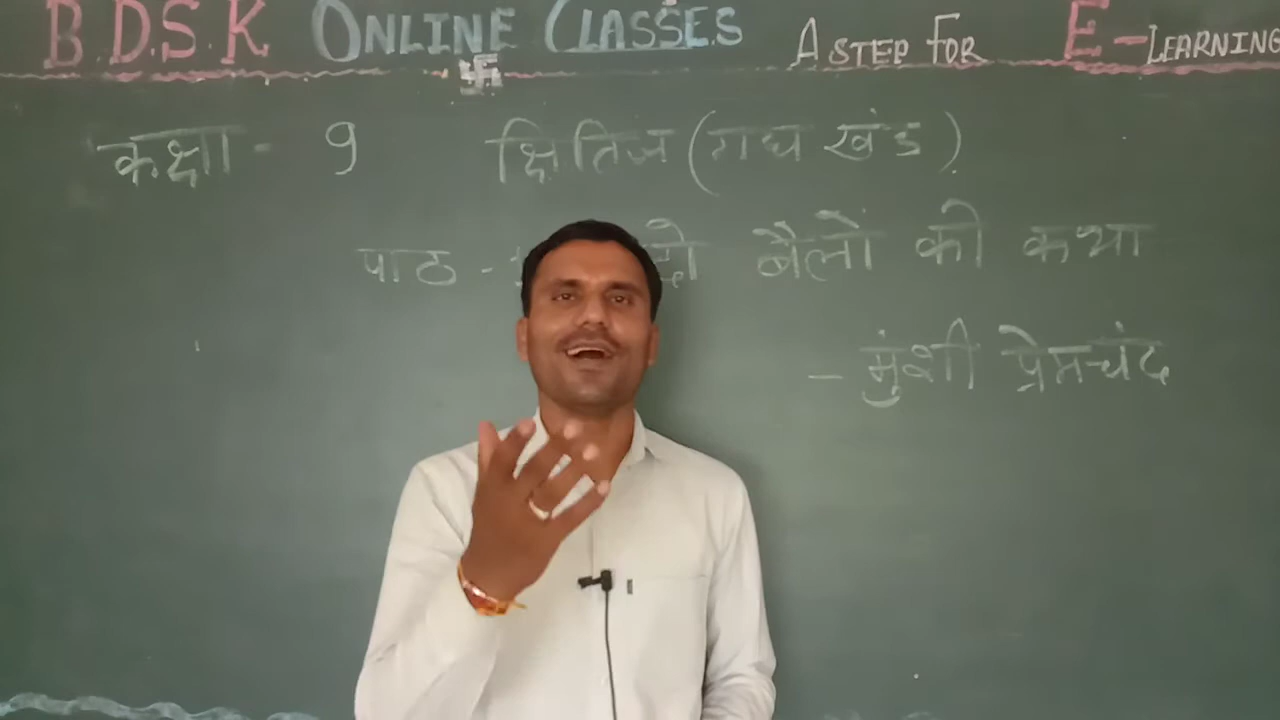 B.D.S.K ONLINE CLASSES A STEP FOR E-LEARNING
कक्षा - 9 क्षितिज (गद्य खंड)
पाठ - दो बैलों की कथा
- मुंशी प्रेमचंद